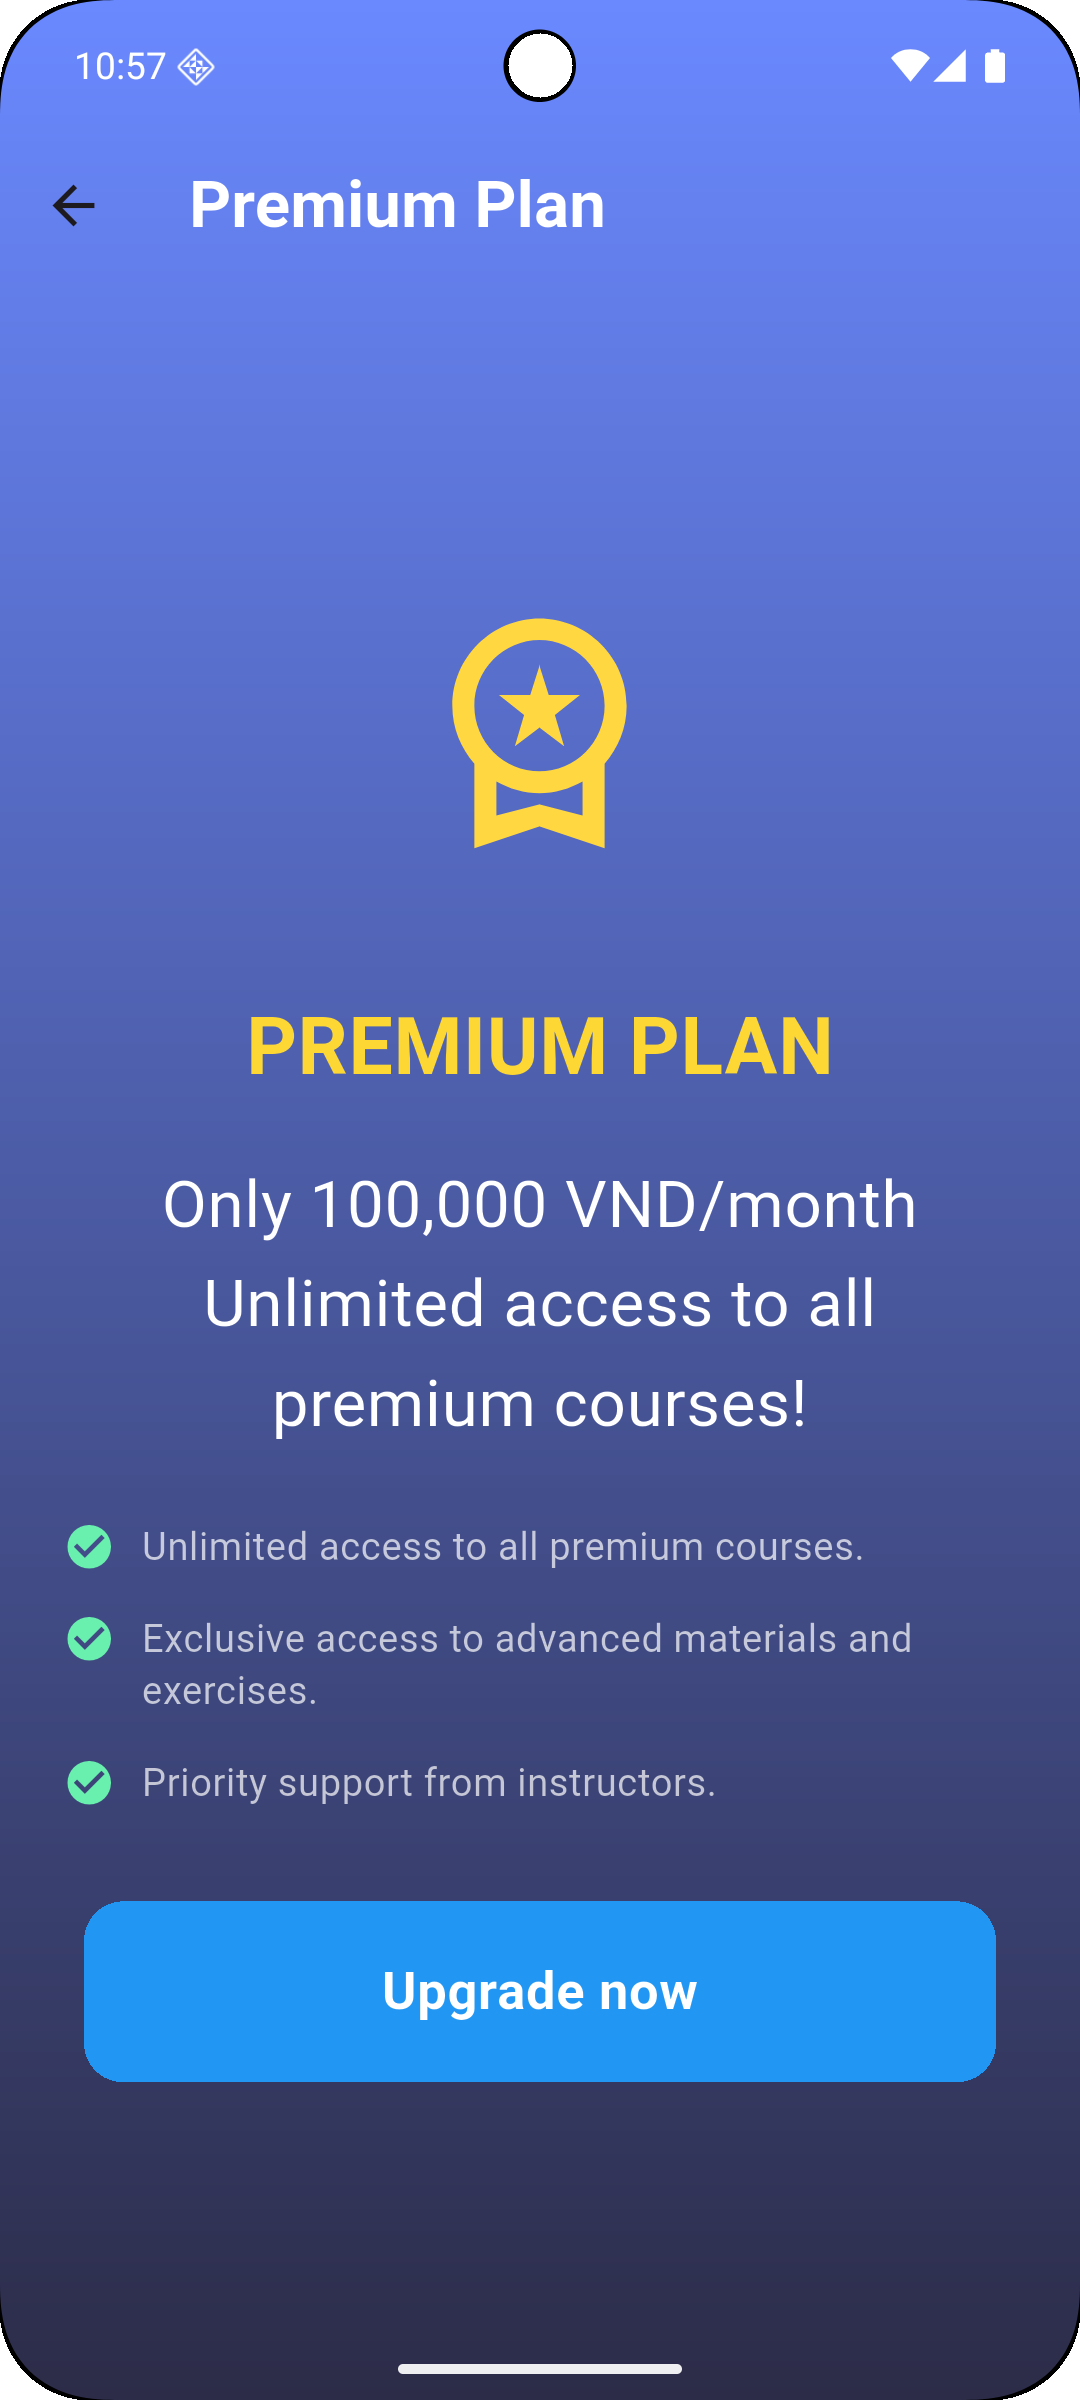 10:57
Premium Plan
PREMIUM PLAN
Only 100,000 VND/month
Unlimited access to all
premium courses!
Unlimited access to all premium courses.
Exclusive access to advanced materials and
exercises.
Priority support from instructors.
Upgrade now